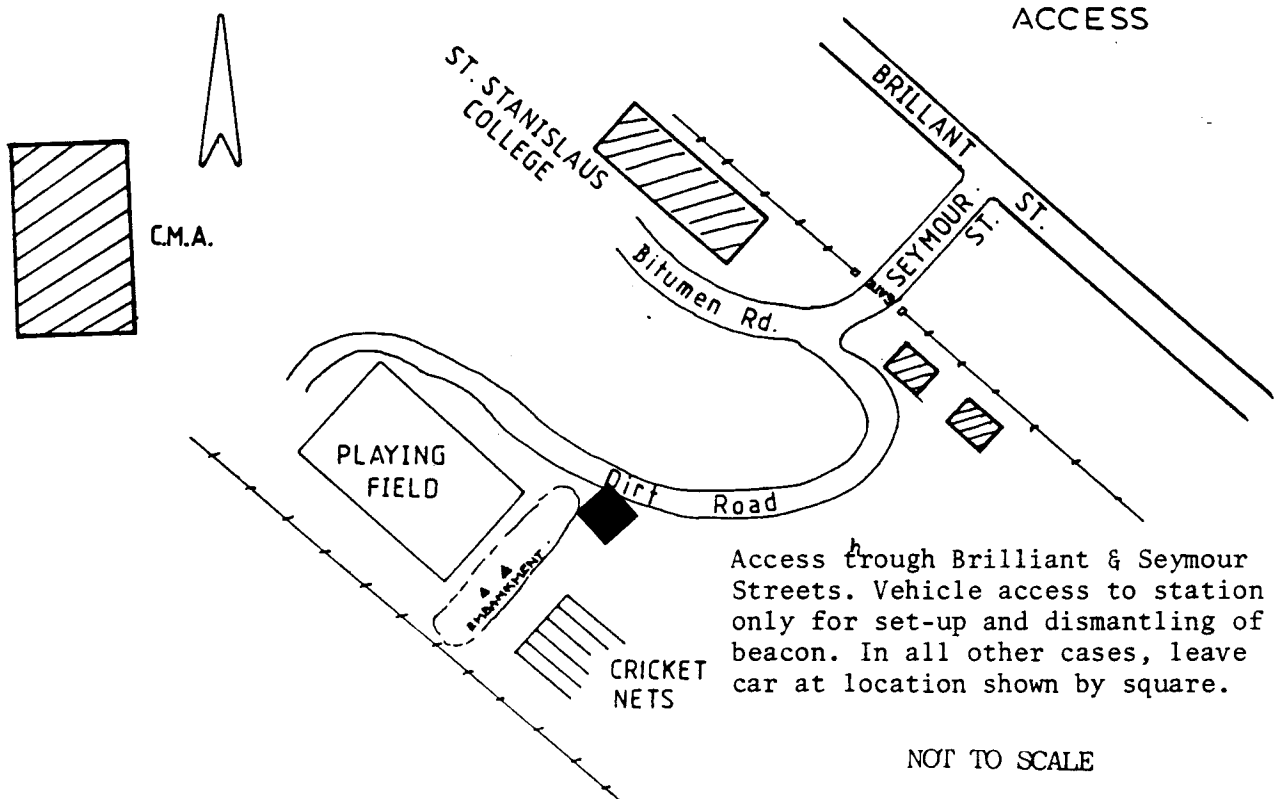 ACCESS
ST. STANISLAUS
COLLEGE
BRILLANT
ST.
SEYMOUR
ST.
GATE
C.M.A.
Bitumen Rd.
PLAYING
FIELD
Dirt Road
EMBANKMENT
CRICKET
NETS
Access through Brilliant & Seymour
Streets. Vehicle access to station
only for set-up and dismantling of
beacon. In all other cases, leave
car at location shown by square.
NOT TO SCALE